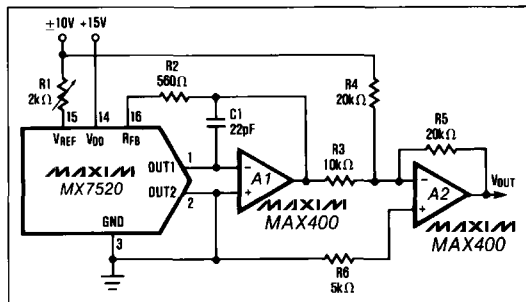 ±10V +15V
R1
2kΩ
R2
560Ω
C1
22pF
R4
20kΩ
R5
20kΩ
15 14 16
VREF VDD RFB
MAXIM
MX7520
OUT1 1
OUT2 2
GND
3
A1
MAXIM
MAX400
R3
10kΩ
A2
VOUT
MAXIM
MAX400
R6
5kΩ